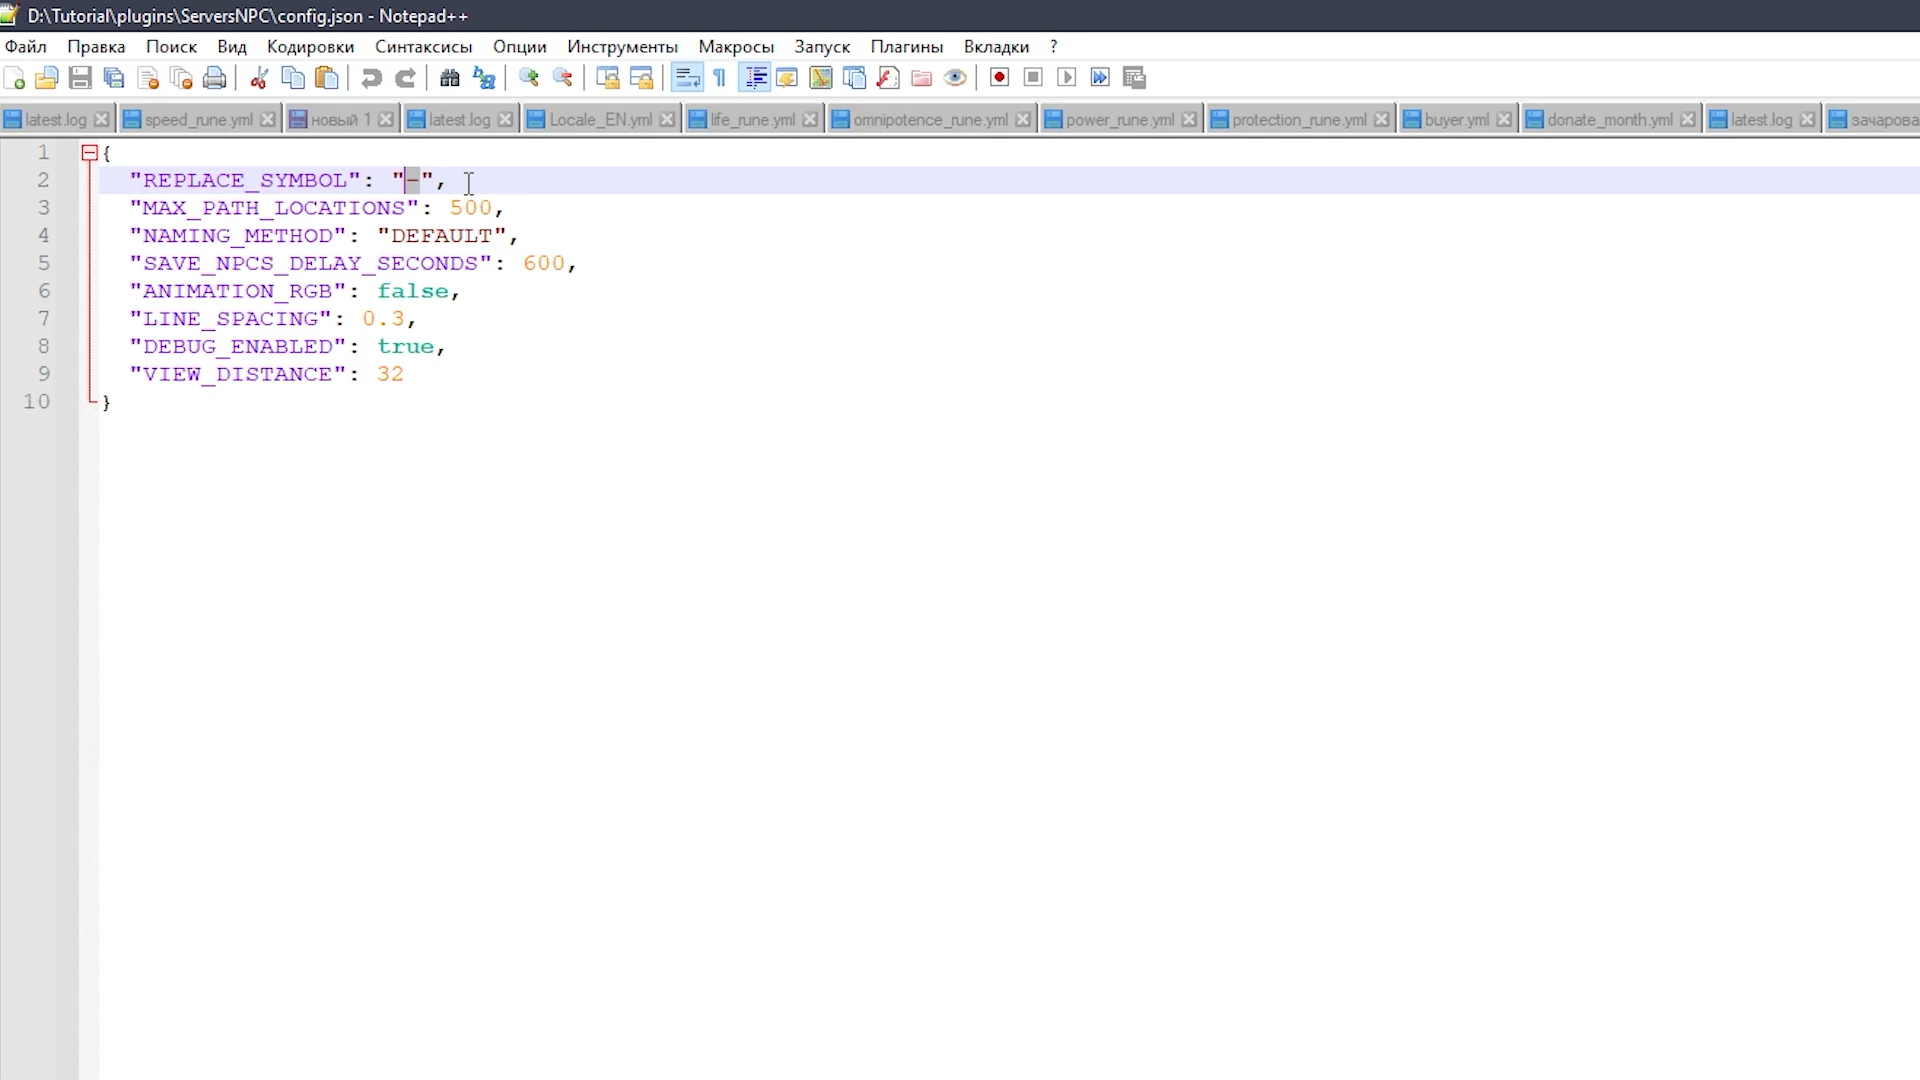 D:\Tutorial\plugins\ServersNPC\config.json - Notepad++
Файл Правка Поиск Вид Кодировки Синтаксисы Опции Инструменты Макросы Запуск Плагины Вкладки ?
latest.log speed_rune.yml новый 1 latest.log Locale_EN.yml life_rune.yml omnipotence_rune.yml power_rune.yml protection_rune.yml buyer.yml donate_month.yml latest.log зачарова
1 {
2 "REPLACE_SYMBOL": "-",
3 "MAX_PATH_LOCATIONS": 500,
4 "NAMING_METHOD": "DEFAULT",
5 "SAVE_NPCS_DELAY_SECONDS": 600,
6 "ANIMATION_RGB": false,
7 "LINE_SPACING": 0.3,
8 "DEBUG_ENABLED": true,
9 "VIEW_DISTANCE": 32
10 }